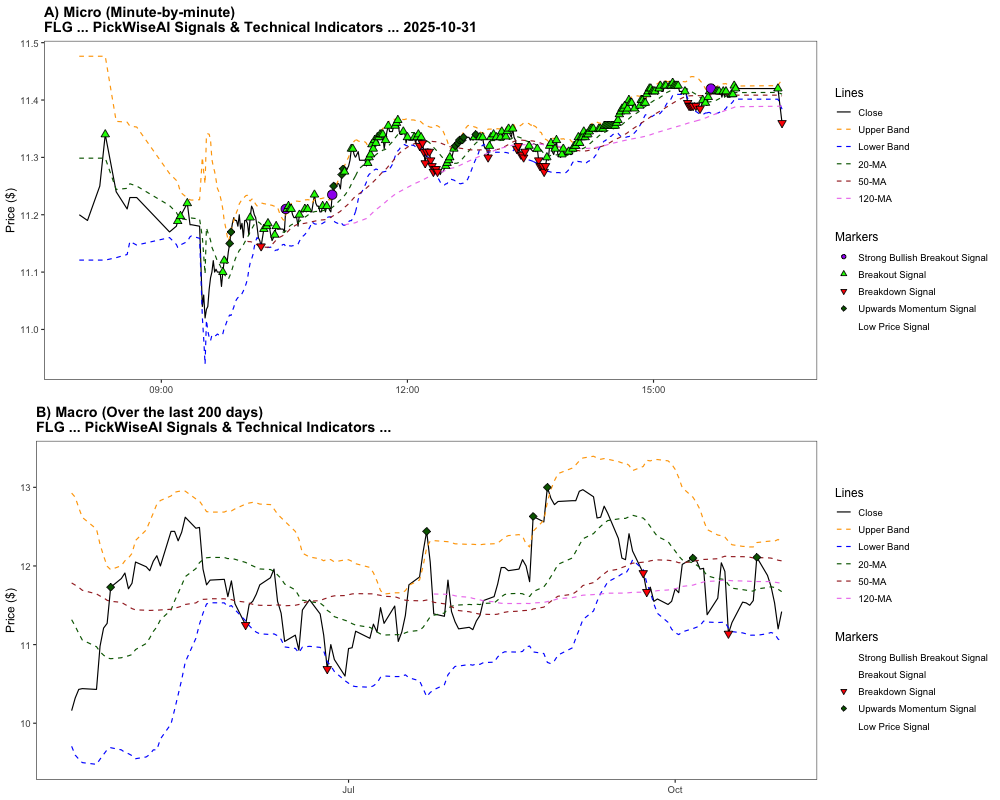 A) Micro (Minute-by-minute)
FLG ... PickWiseAI Signals & Technical Indicators ... 2025-10-31
Price ($)
11.5
11.4
11.3
11.2
11.1
11.0
09:00
12:00
15:00
Lines
Close
Upper Band
Lower Band
20-MA
50-MA
120-MA
Markers
Strong Bullish Breakout Signal
Breakout Signal
Breakdown Signal
Upwards Momentum Signal
Low Price Signal
B) Macro (Over the last 200 days)
FLG ... PickWiseAI Signals & Technical Indicators ...
Price ($)
13
12
11
10
Jul
Oct
Lines
Close
Upper Band
Lower Band
20-MA
50-MA
120-MA
Markers
Strong Bullish Breakout Signal
Breakout Signal
Breakdown Signal
Upwards Momentum Signal
Low Price Signal